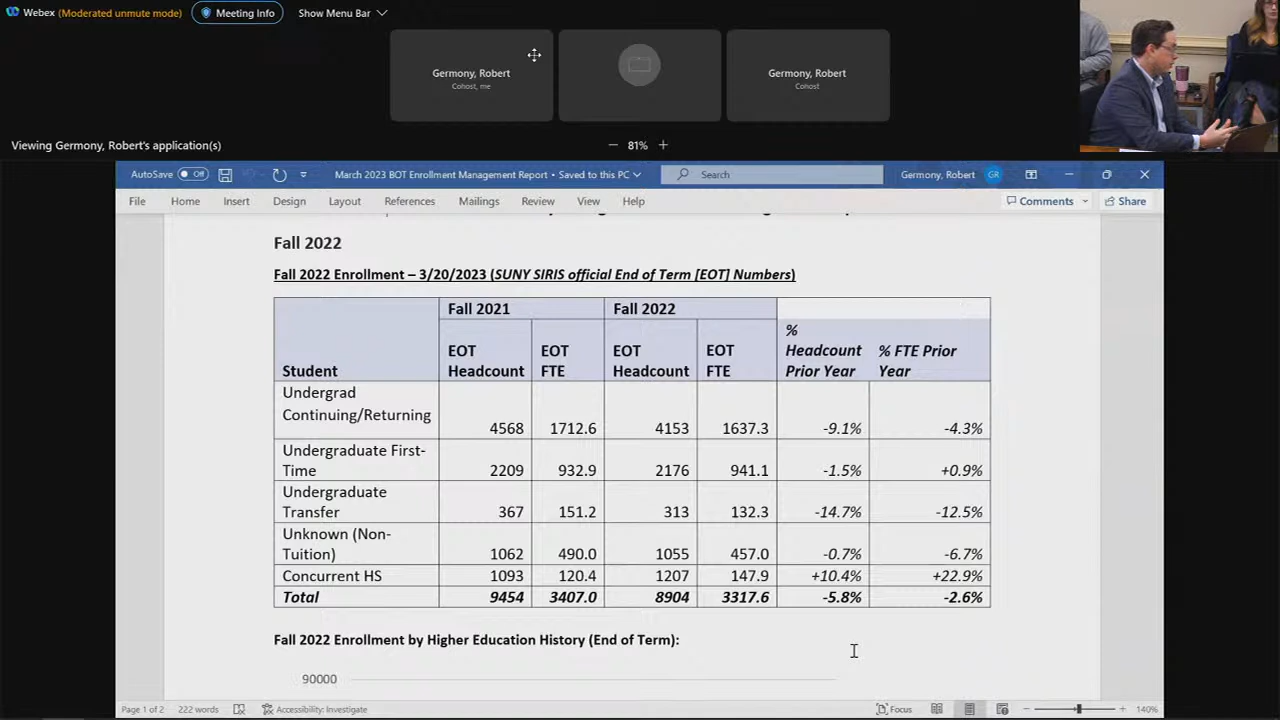 Webex (Moderated unmute mode) Meeting Info Show Menu Bar
Germony, Robert
Cohost, me
Germony, Robert
Cohost
Viewing Germony, Robert's application(s)
81%
AutoSave Off March 2023 BOT Enrollment Management Report • Saved to this PC Search Germony, Robert GR
File Home Insert Design Layout References Mailings Review View Help Comments Share
Fall 2022
Fall 2022 Enrollment – 3/20/2023 (SUNY SIRIS official End of Term [EOT] Numbers)
Fall 2021 Fall 2022
Student EOT Headcount EOT FTE EOT Headcount EOT FTE % Headcount Prior Year % FTE Prior Year
Undergrad Continuing/Returning 4568 1712.6 4153 1637.3 -9.1% -4.3%
Undergraduate First-Time 2209 932.9 2176 941.1 -1.5% +0.9%
Undergraduate Transfer 367 151.2 313 132.3 -14.7% -12.5%
Unknown (Non-Tuition) 1062 490.0 1055 457.0 -0.7% -6.7%
Concurrent HS 1093 120.4 1207 147.9 +10.4% +22.9%
Total 9454 3407.0 8904 3317.6 -5.8% -2.6%
Fall 2022 Enrollment by Higher Education History (End of Term):
90000
Page 1 of 2 222 words Accessibility: Investigate Focus 140%